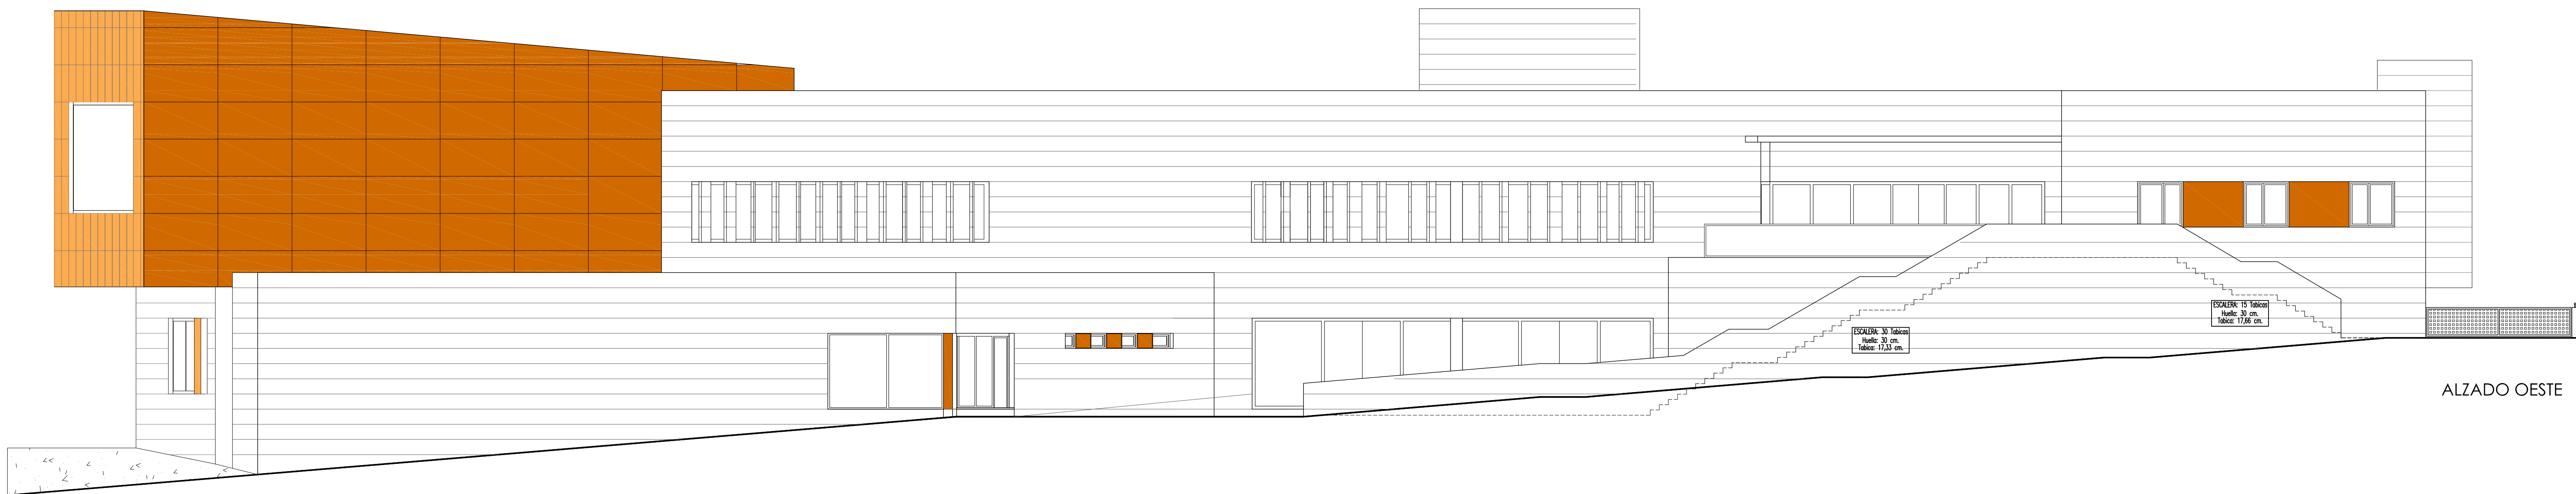 ESCALERA: 30 Tabicas
Huella: 30 cm.
Tabica: 17,33 cm.
ESCALERA: 15 Tabicas
Huella: 30 cm.
Tabica: 17,66 cm.
ALZADO OESTE